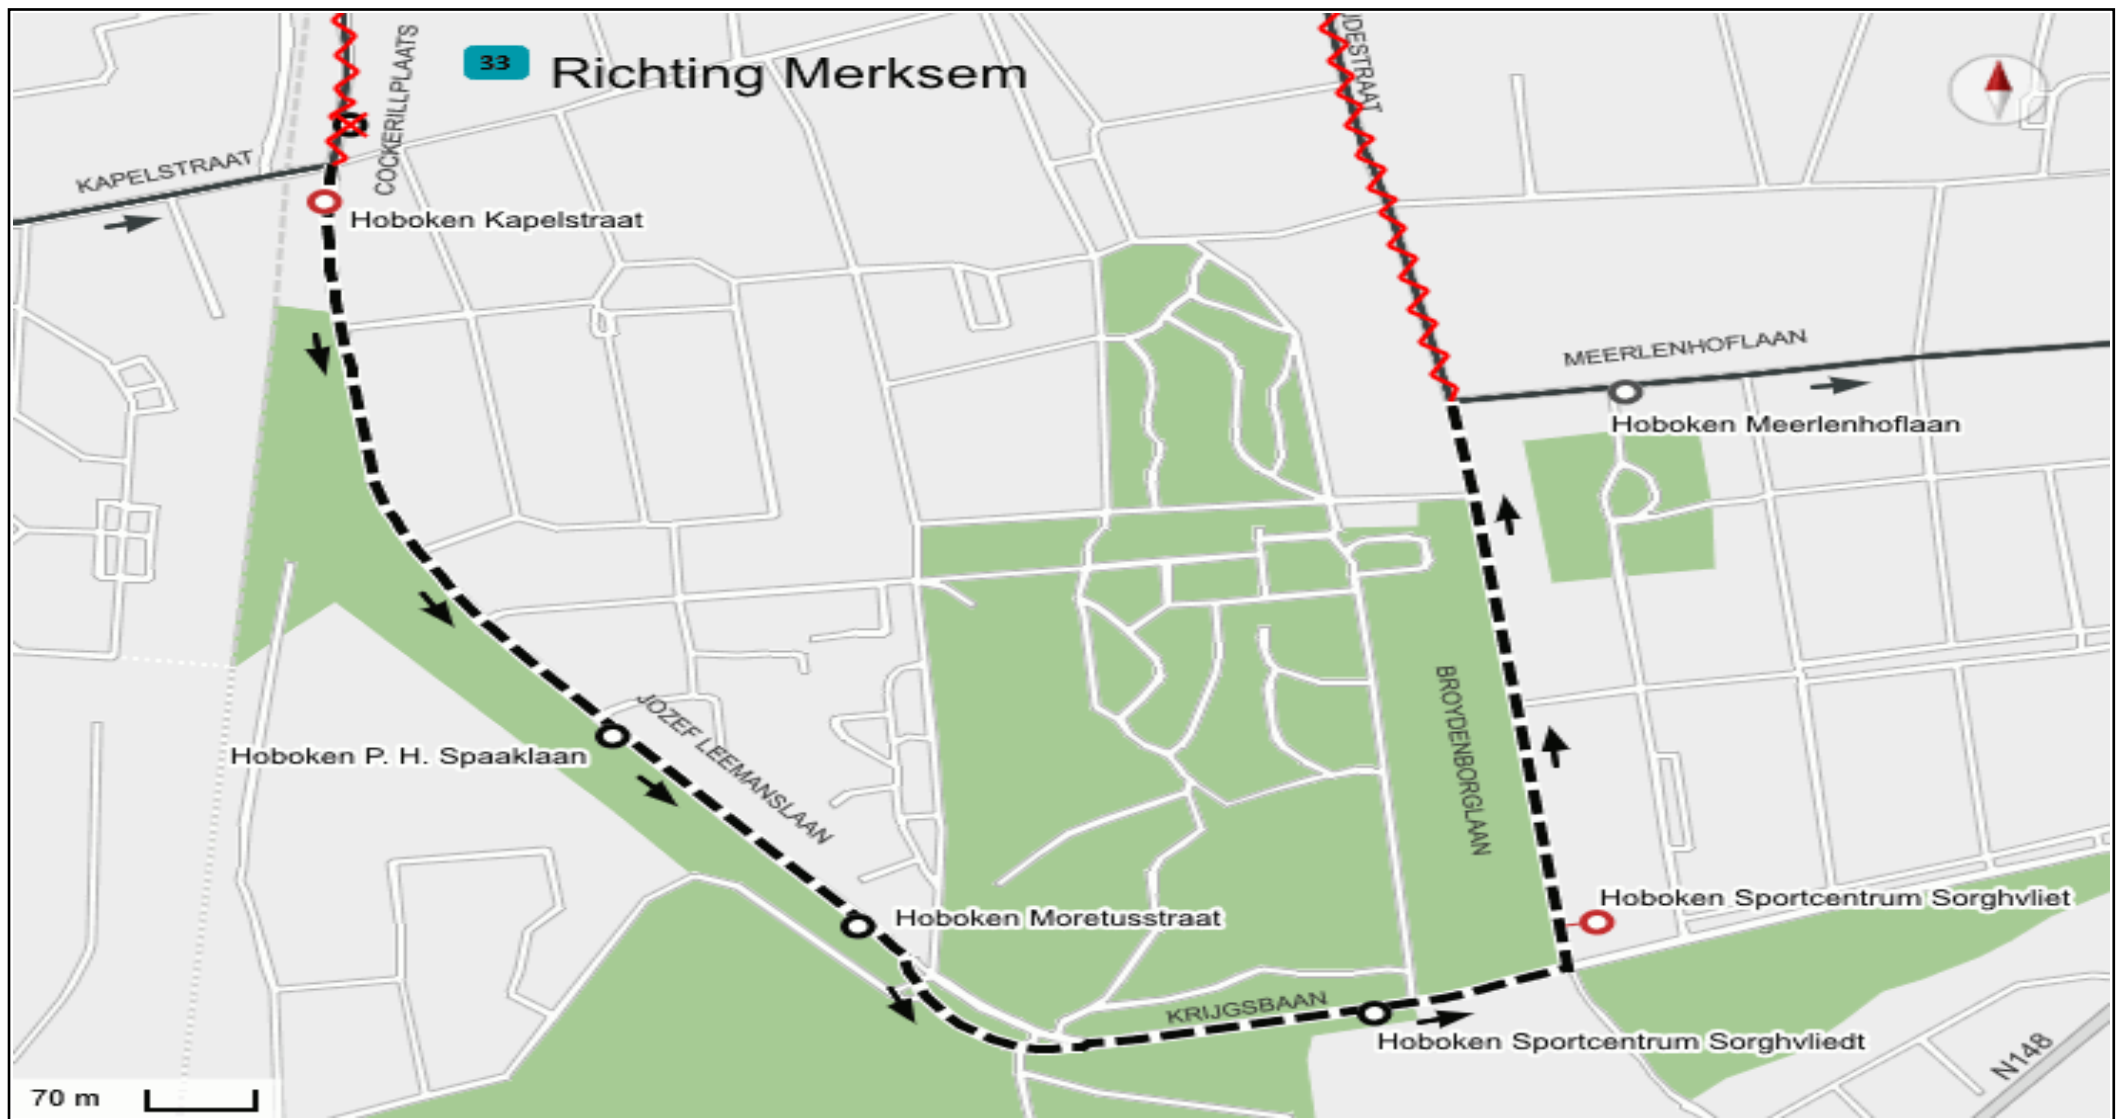 33 Richting Merksem
COCKERILLPLAATS
KAPELSTRAAT
Hoboken Kapelstraat
MEERLENHOFLAAN
Hoboken Meerlenhoflaan
Hoboken P. H. Spaaklaan
JOZEF LEEMANSLAAN
BROYDENBORGLAAN
Hoboken Moretusstraat
Hoboken Sportcentrum Sorghvliet
KRIJGSBAAN
Hoboken Sportcentrum Sorghvliedt
N148
70 m